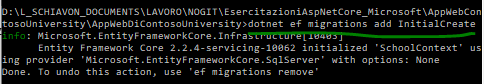 D:\L_SCHIAVON_DOCUMENTS\LAVORO\NOGIT\EsercitazioniAspNetCore_Microsoft\AppWebCon
tosoUniversity\AppWebDiContosoUniversity>dotnet ef migrations add InitialCreate
info: Microsoft.EntityFrameworkCore.Infrastructure[10403]
Entity Framework Core 2.2.4-servicing-10062 initialized 'SchoolContext' us
ing provider 'Microsoft.EntityFrameworkCore.SqlServer' with options: None
Done. To undo this action, use 'ef migrations remove'